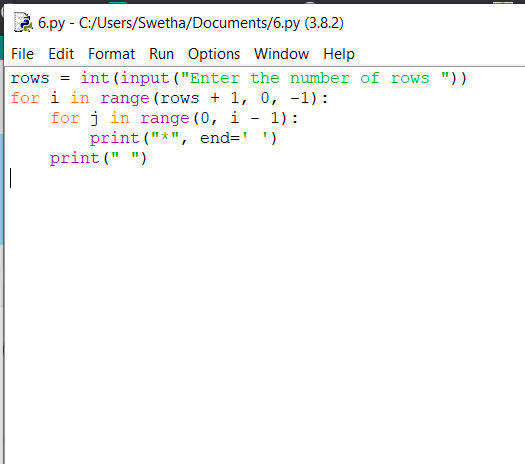 6.py - C:/Users/Swetha/Documents/6.py (3.8.2)
File Edit Format Run Options Window Help
rows = int(input("Enter the number of rows "))
for i in range(rows + 1, 0, -1):
    for j in range(0, i - 1):
        print("*", end=' ')
    print(" ")